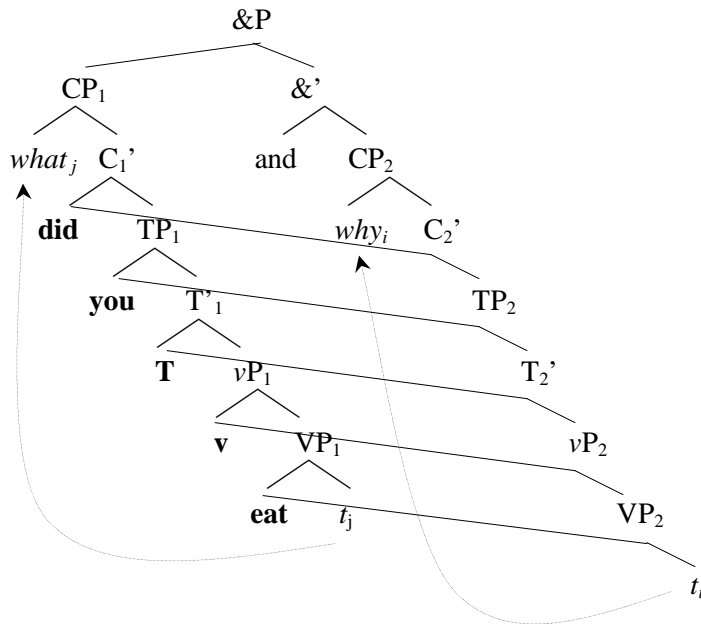 &P
CP₁ &’
what j C₁’ and CP₂
did TP₁ why i C₂’
you T’₁ TP₂
T vP₁ T₂’
v VP₁ vP₂
eat t j VP₂
t i